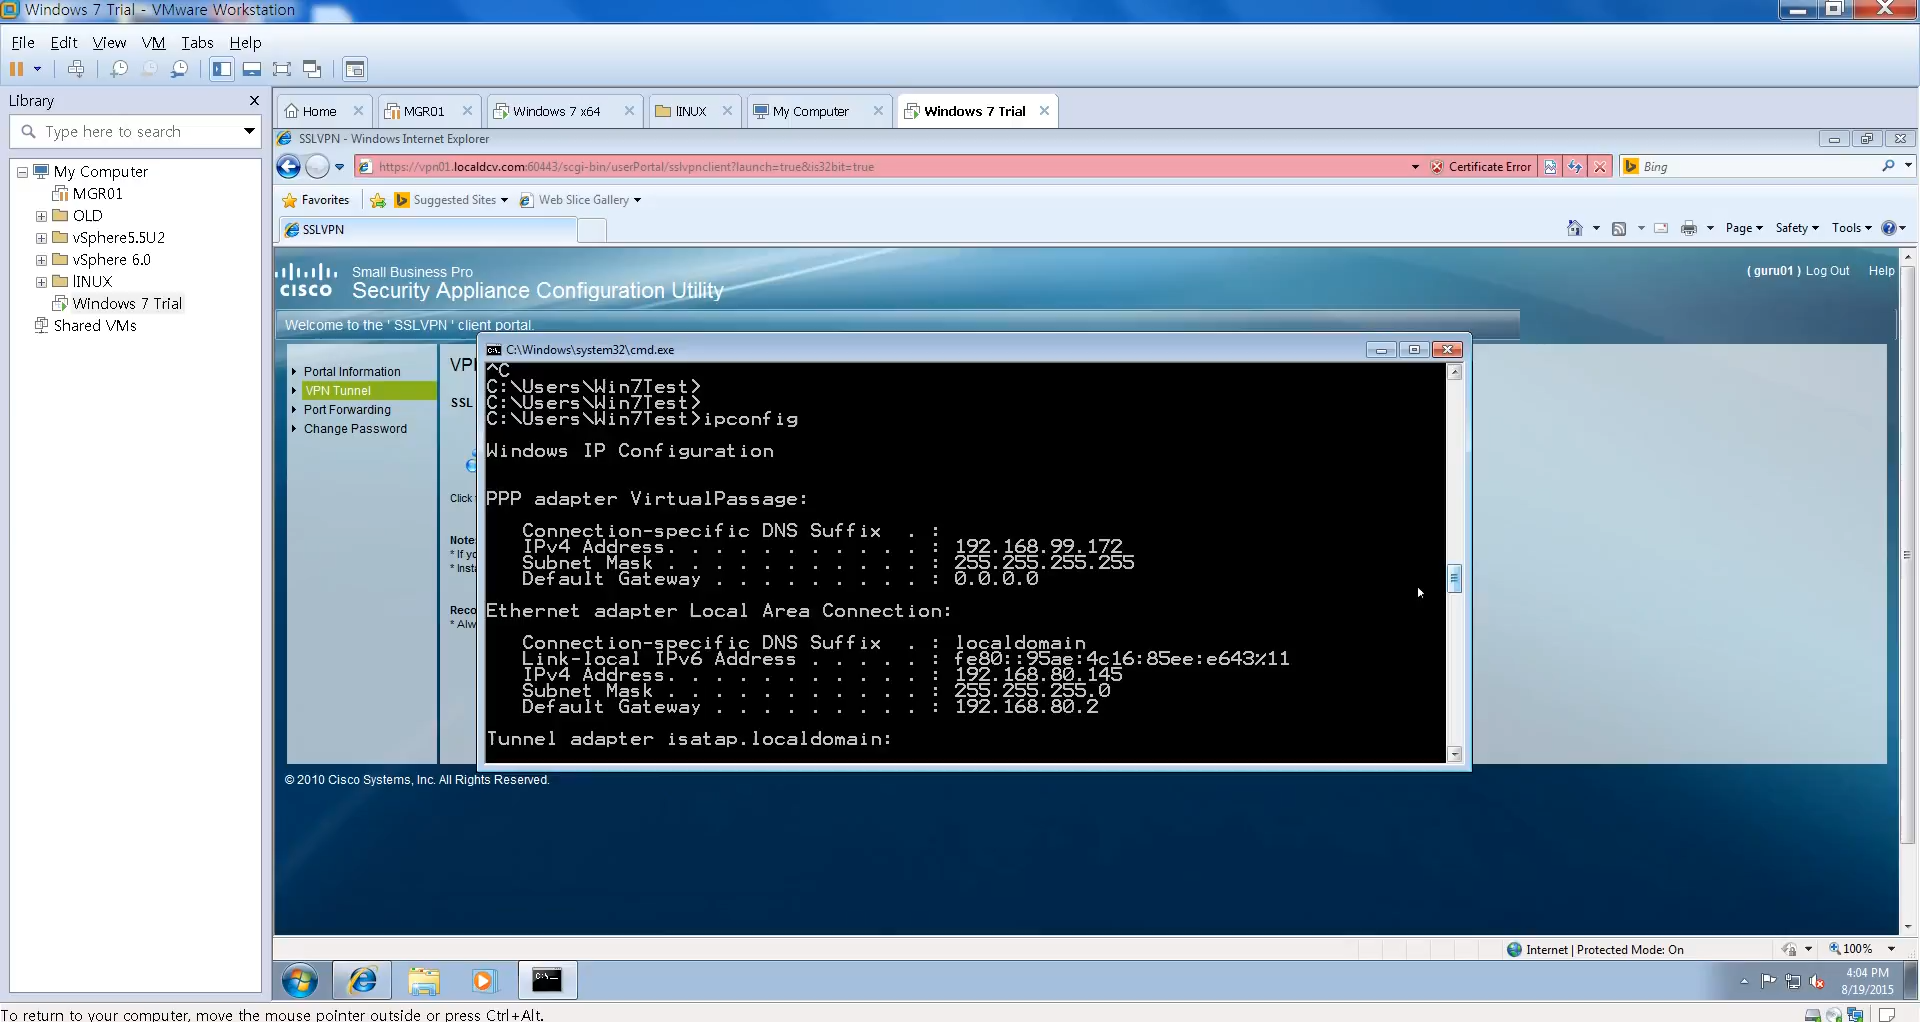 Windows 7 Trial - VMware Workstation
File Edit View VM Tabs Help
Library
Type here to search
My Computer
MGR01
OLD
vSphere5.5U2
vSphere 6.0
lINUX
Windows 7 Trial
Shared VMs
Home MGR01 Windows 7 x64 lINUX My Computer Windows 7 Trial
SSLVPN - Windows Internet Explorer
https://vpn01.localdcv.com:60443/scgi-bin/userPortal/sslvpnclient?launch=true&is32bit=true Certificate Error Bing
Favorites Suggested Sites Web Slice Gallery
SSLVPN Page Safety Tools
CISCO
Small Business Pro
Security Appliance Configuration Utility
( guru01 ) Log Out Help
Welcome to the ' SSLVPN ' client portal.
Portal Information
VPN Tunnel
Port Forwarding
Change Password
SSL
Click
* If
C:\Windows\system32\cmd.exe
^C
C:\Users\Win7Test>
C:\Users\Win7Test>
C:\Users\Win7Test>ipconfig
Windows IP Configuration
PPP adapter VirtualPassage:
Connection-specific DNS Suffix . :
IPv4 Address. . . . . . . . . . . : 192.168.99.172
Subnet Mask . . . . . . . . . . . : 255.255.255.255
Default Gateway . . . . . . . . . : 0.0.0.0
Ethernet adapter Local Area Connection:
Connection-specific DNS Suffix . : localdomain
Link-local IPv6 Address . . . . . : fe80::95ae:4c16:85ee:e643%11
IPv4 Address. . . . . . . . . . . : 192.168.80.145
Subnet Mask . . . . . . . . . . . : 255.255.255.0
Default Gateway . . . . . . . . . : 192.168.80.2
Tunnel adapter isatap.localdomain:
© 2010 Cisco Systems, Inc. All Rights Reserved.
Internet | Protected Mode: On 100%
4:04 PM
8/19/2015
To return to your computer, move the mouse pointer outside or press Ctrl+Alt.